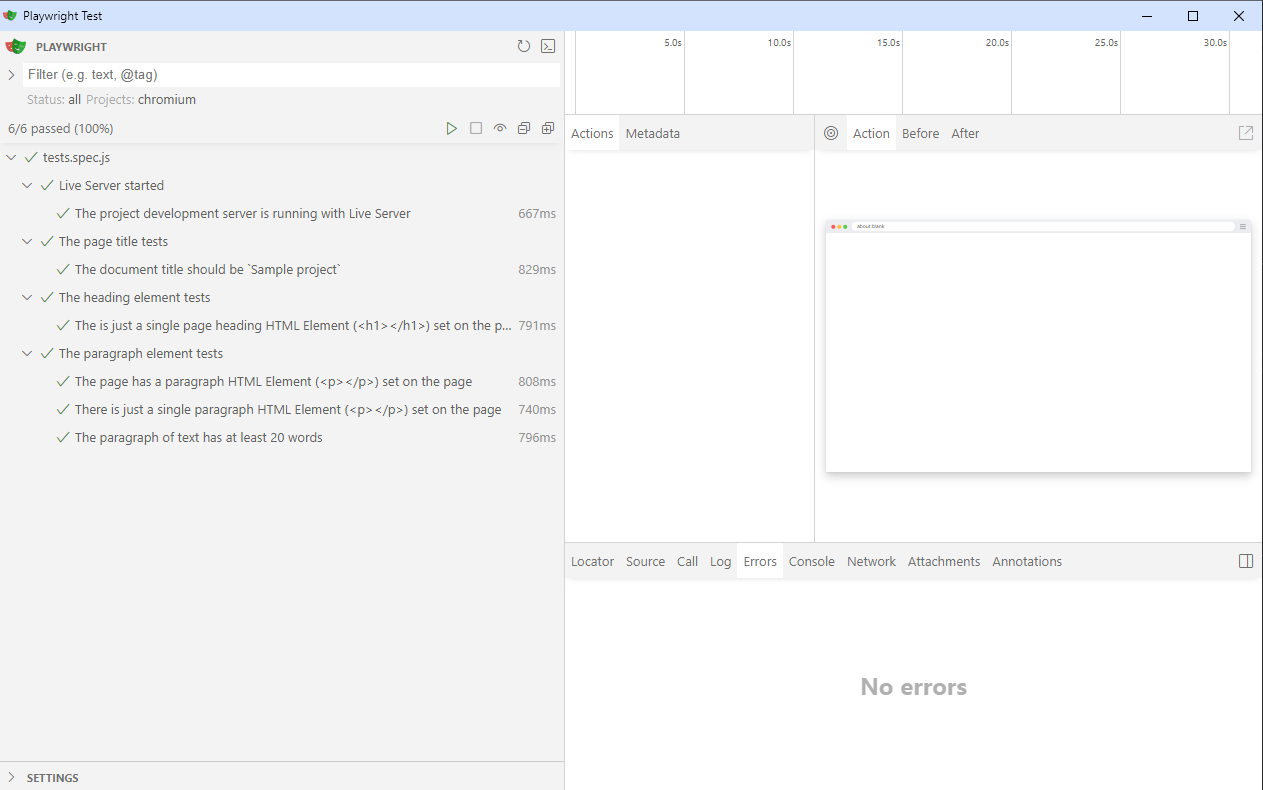 Playwright Test
PLAYWRIGHT
Filter (e.g. text, @tag)
Status: all Projects: chromium
6/6 passed (100%)
tests.spec.js
Live Server started
The project development server is running with Live Server 667ms
The page title tests
The document title should be `Sample project` 829ms
The heading element tests
The is just a single page heading HTML Element (<h1></h1>) set on the p... 791ms
The paragraph element tests
The page has a paragraph HTML Element (<p></p>) set on the page 808ms
There is just a single paragraph HTML Element (<p></p>) set on the page 740ms
The paragraph of text has at least 20 words 796ms
SETTINGS
5.0s 10.0s 15.0s 20.0s 25.0s 30.0s
Actions Metadata
Action Before After
about:blank
Locator Source Call Log Errors Console Network Attachments Annotations
No errors